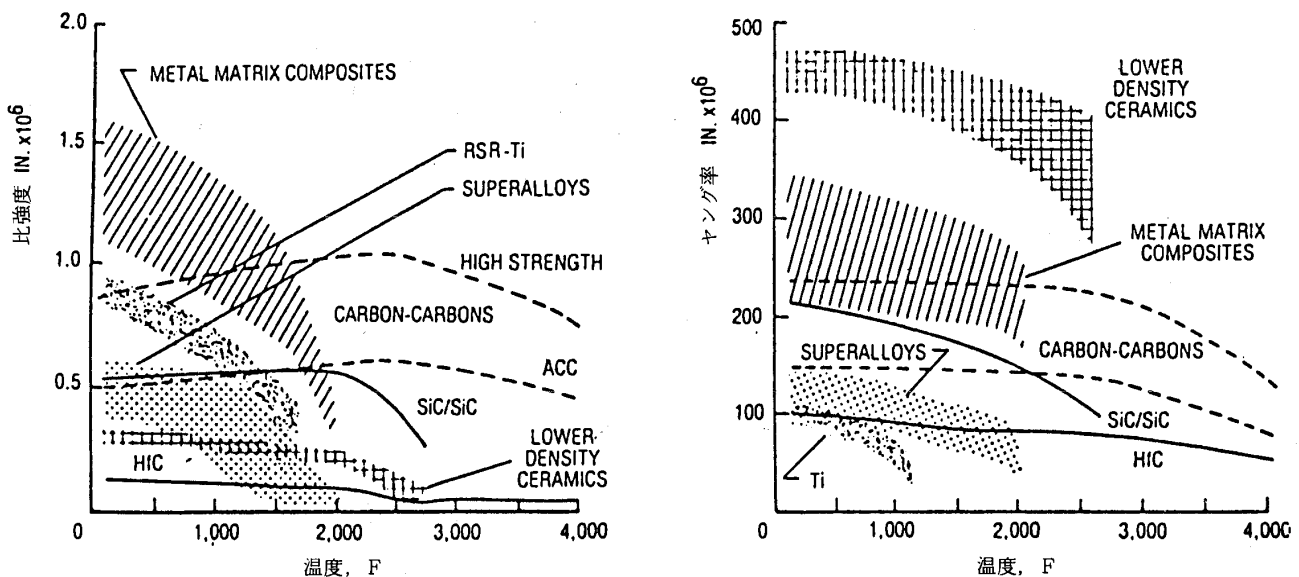 比強度 IN. x10⁶
2.0
1.5
1.0
0.5
0
1,000
2,000
3,000
4,000
温度, F
METAL MATRIX COMPOSITES
RSR-Ti
SUPERALLOYS
HIGH STRENGTH
CARBON-CARBONS
ACC
SiC/SiC
LOWER
DENSITY
CERAMICS
HIC
ヤング率 IN. x10⁶
500
400
300
200
100
0
1,000
2,000
3,000
4,000
温度, F
LOWER
DENSITY
CERAMICS
METAL MATRIX
COMPOSITES
SUPERALLOYS
CARBON-CARBONS
SiC/SiC
HIC
Ti